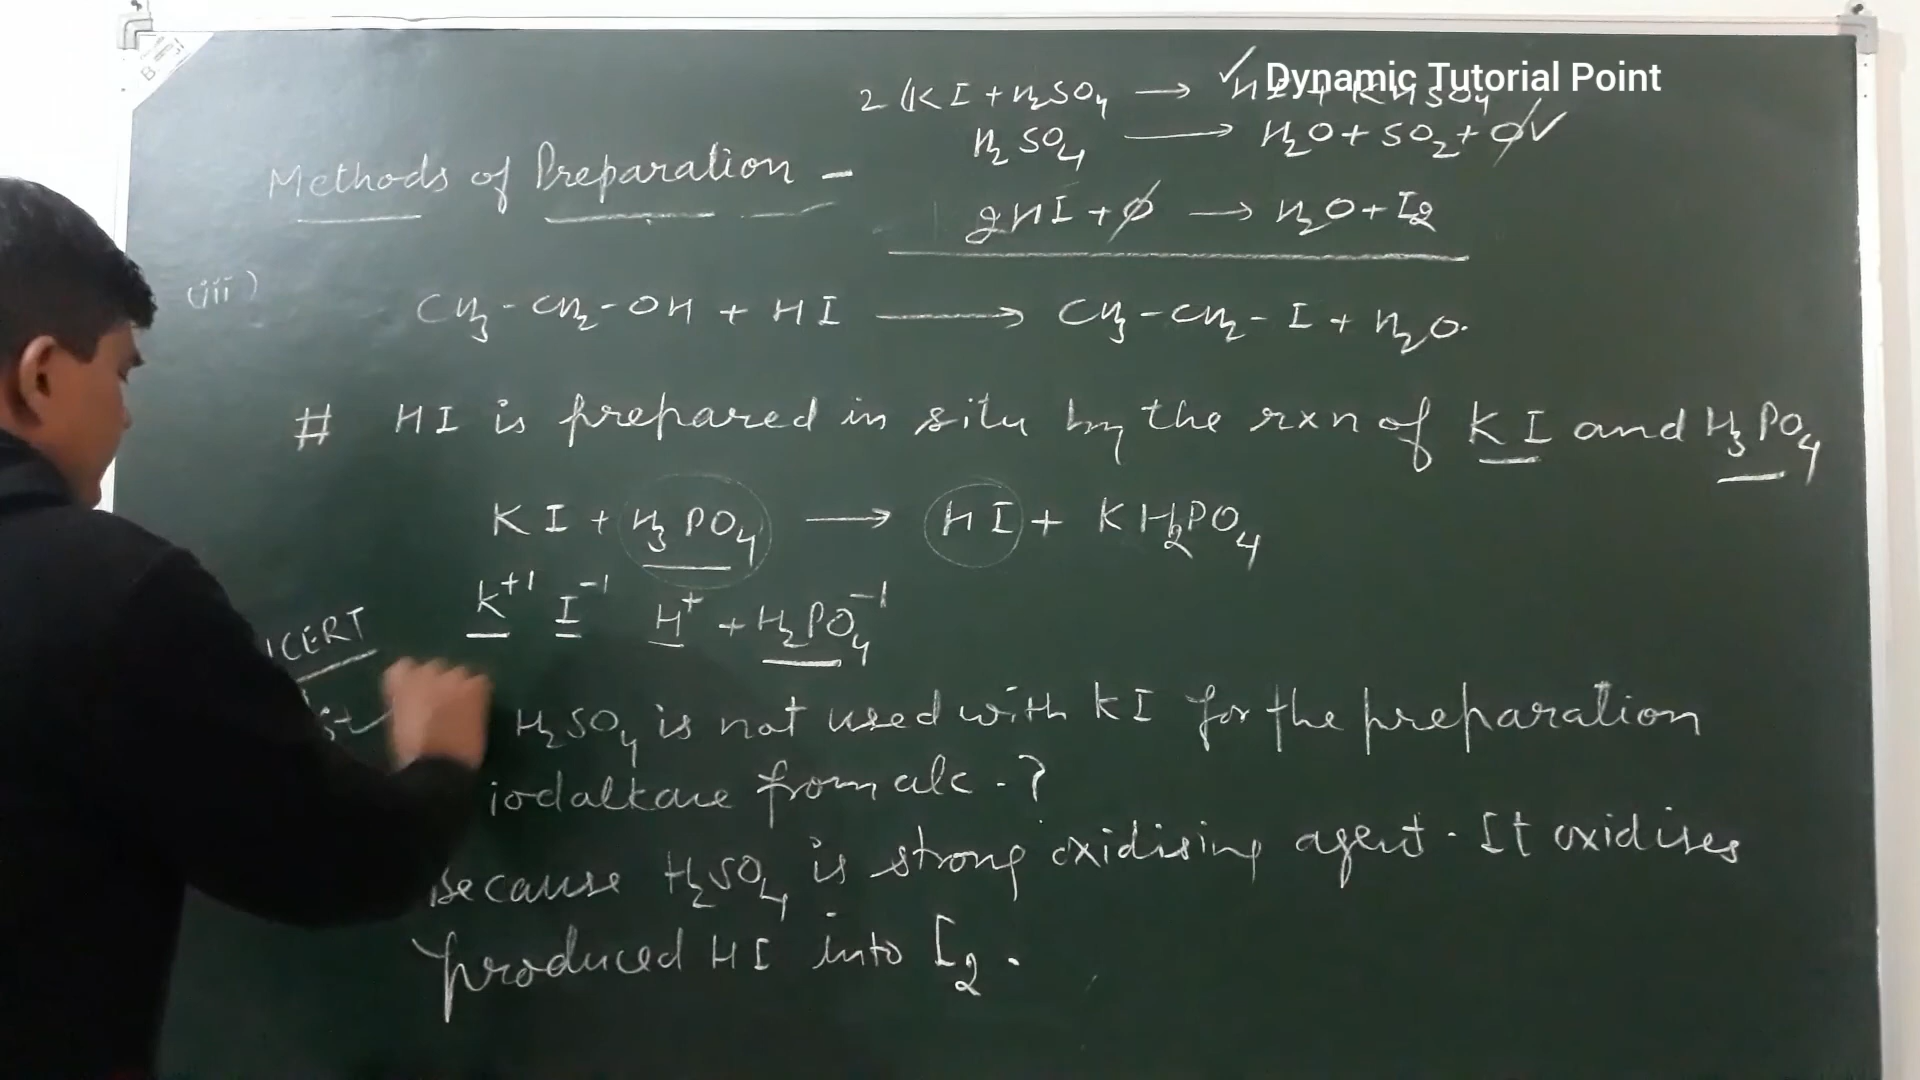 Dynamic Tutorial Point
2 (KI + H2SO4 → ✓HI + KHSO4
H2SO4 → H2O + SO2 + O✓
Methods of Preparation -
2HI + O → H2O + I2
(iii)
CH3 - CH2 - OH + HI → CH3 - CH2 - I + H2O.
# HI is prepared in situ by the rxn of KI and H3PO4
KI + H3PO4 → HI + KH2PO4
K+1 I-1 H+ + H2PO4-1
CERT
H2SO4 is not used with KI for the preparation
iodalkane from alc. ?
Because H2SO4 is strong oxidising agent. It oxidises
produced HI into I2.